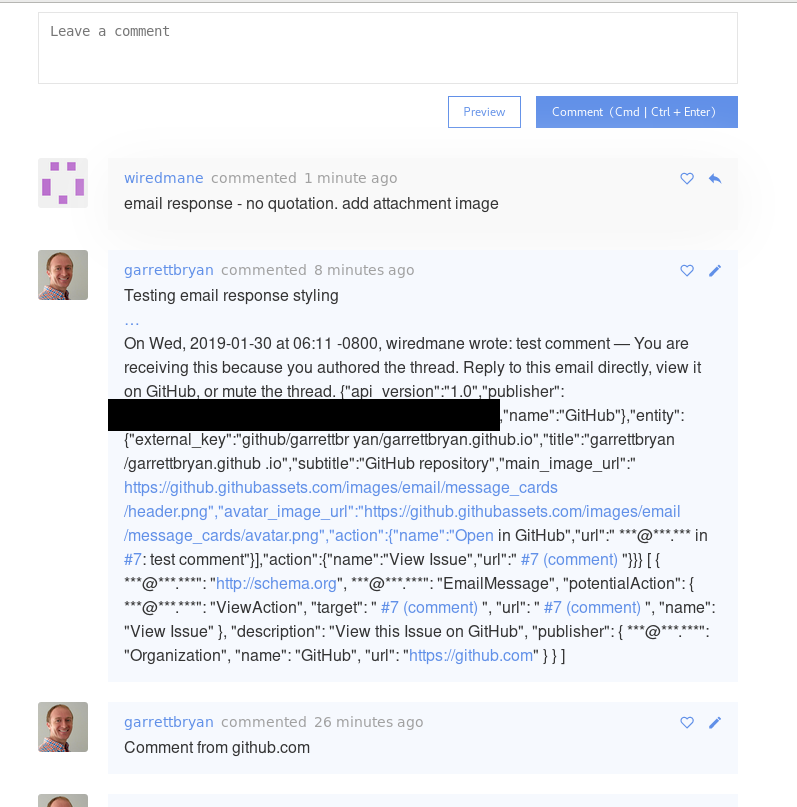 Leave a comment
Preview
Comment (Cmd | Ctrl + Enter)
wiredmane commented 1 minute ago
email response - no quotation. add attachment image
garrettbryan commented 8 minutes ago
Testing email response styling
…
On Wed, 2019-01-30 at 06:11 -0800, wiredmane wrote: test comment — You are
receiving this because you authored the thread. Reply to this email directly, view it
on GitHub, or mute the thread. {"api_version":"1.0","publisher":
,"name":"GitHub"},"entity":
{"external_key":"github/garrettbr yan/garrettbryan.github.io","title":"garrettbryan
/garrettbryan.github .io","subtitle":"GitHub repository","main_image_url":"
https://github.githubassets.com/images/email/message_cards
/header.png","avatar_image_url":"https://github.githubassets.com/images/email
/message_cards/avatar.png","action":{"name":"Open in GitHub","url":" ***@***.*** in
#7: test comment"}],"action":{"name":"View Issue","url":" #7 (comment) "}}} [ {
***@***.***": "http://schema.org", ***@***.***": "EmailMessage", "potentialAction": {
***@***.***": "ViewAction", "target": " #7 (comment) ", "url": " #7 (comment) ", "name":
"View Issue" }, "description": "View this Issue on GitHub", "publisher": { ***@***.***":
"Organization", "name": "GitHub", "url": "https://github.com" } } ]
garrettbryan commented 26 minutes ago
Comment from github.com